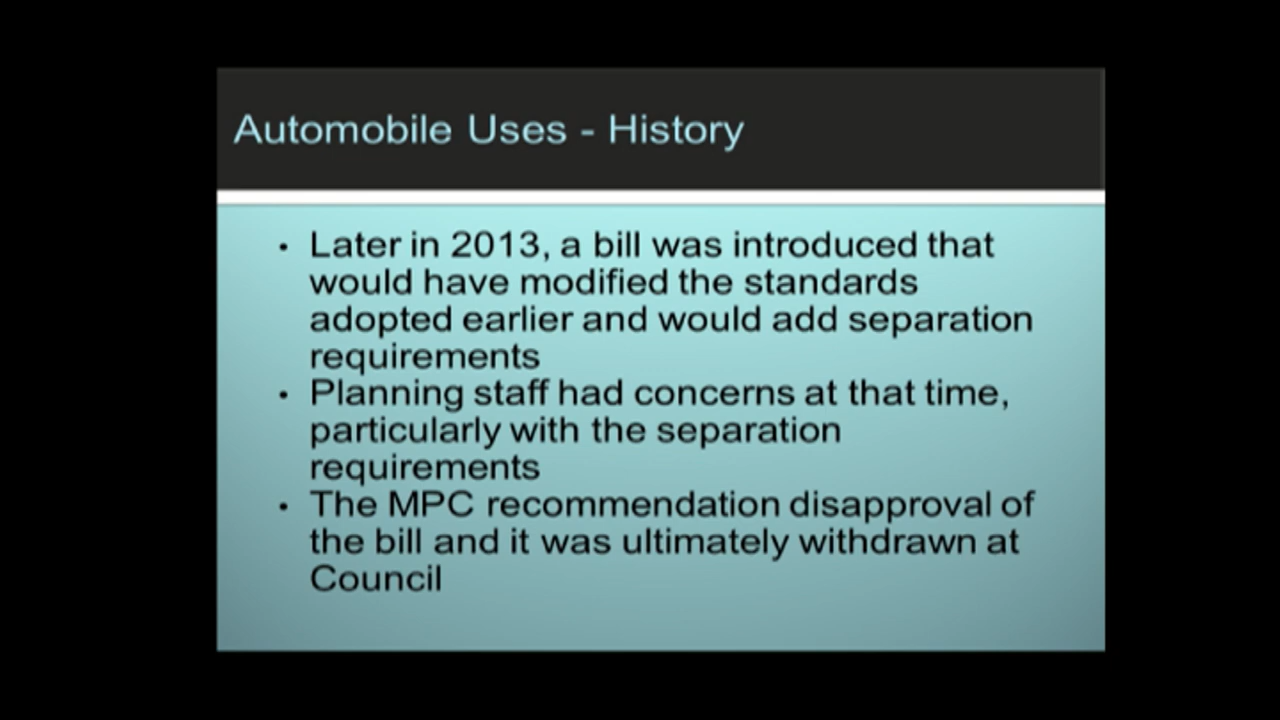 Automobile Uses - History
• Later in 2013, a bill was introduced that
would have modified the standards
adopted earlier and would add separation
requirements
• Planning staff had concerns at that time,
particularly with the separation
requirements
• The MPC recommendation disapproval of
the bill and it was ultimately withdrawn at
Council